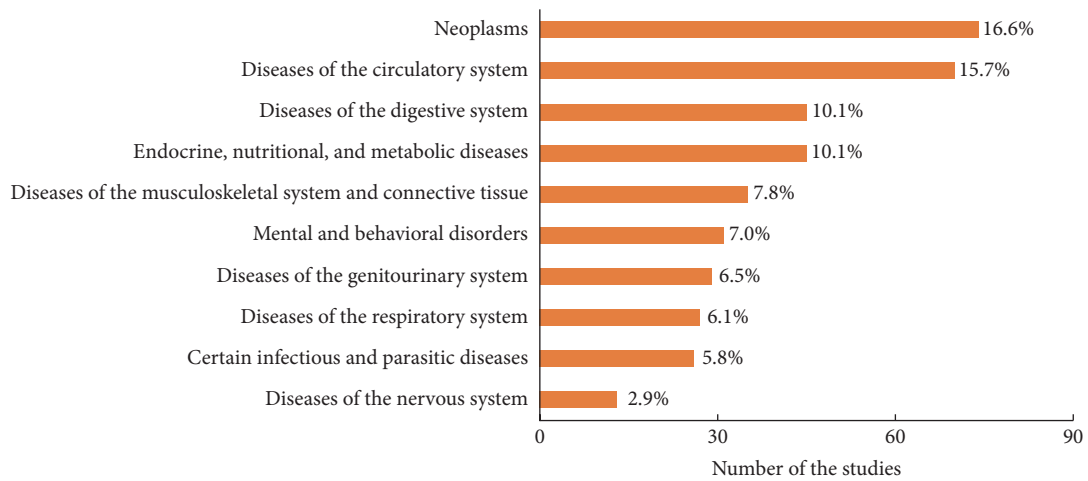 Neoplasms 16.6%
Diseases of the circulatory system 15.7%
Diseases of the digestive system 10.1%
Endocrine, nutritional, and metabolic diseases 10.1%
Diseases of the musculoskeletal system and connective tissue 7.8%
Mental and behavioral disorders 7.0%
Diseases of the genitourinary system 6.5%
Diseases of the respiratory system 6.1%
Certain infectious and parasitic diseases 5.8%
Diseases of the nervous system 2.9%
0 30 60 90
Number of the studies